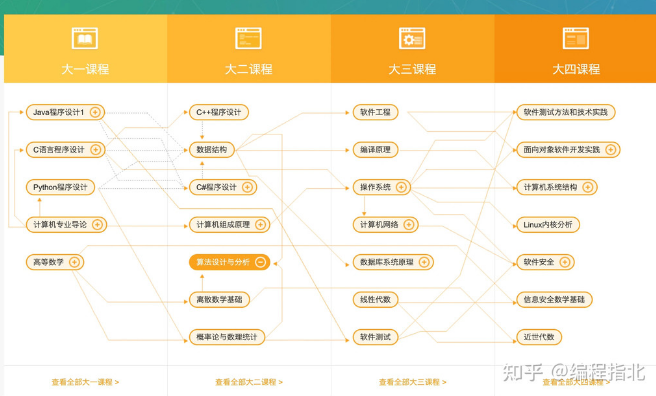 大一课程
大二课程
大三课程
大四课程
Java程序设计1
C++程序设计
软件工程
软件测试方法和技术实践
C语言程序设计
数据结构
编译原理
面向对象软件开发实践
Python程序设计
C#程序设计
操作系统
计算机系统结构
计算机专业导论
计算机组成原理
计算机网络
Linux内核分析
高等数学
算法设计与分析
数据库系统原理
软件安全
离散数学基础
线性代数
信息安全数学基础
概率论与数理统计
软件测试
近世代数
查看全部大一课程 >
查看全部大二课程 >
查看全部大三课程 >
查看全部大四课程 >
知乎 @编程指北